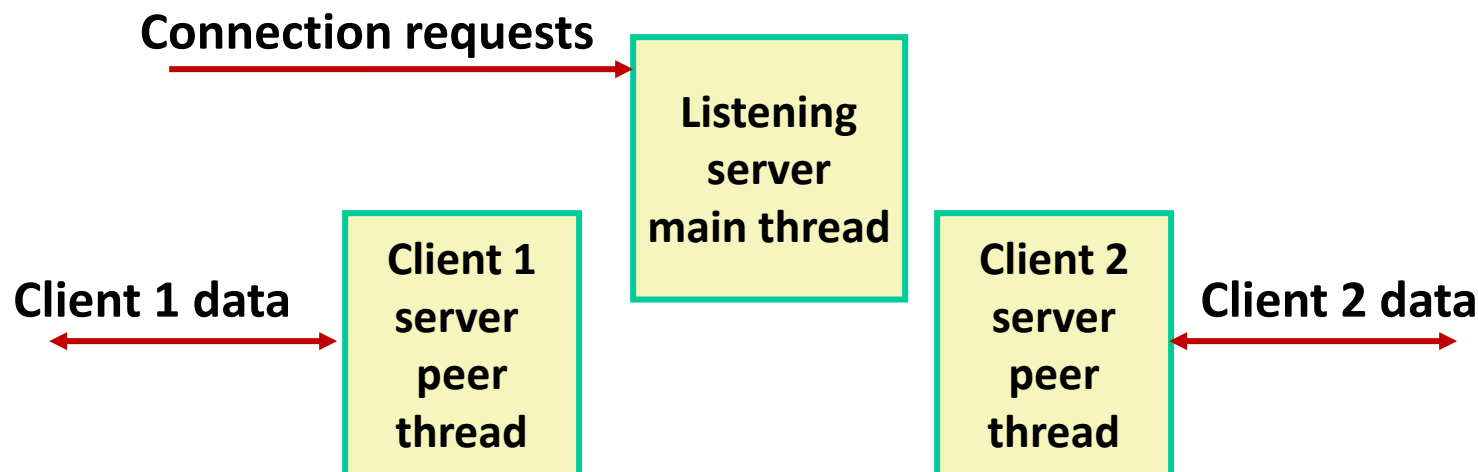 Connection requests
Listening
server
main thread
Client 1 data
Client 1
server
peer
thread
Client 2
server
peer
thread
Client 2 data